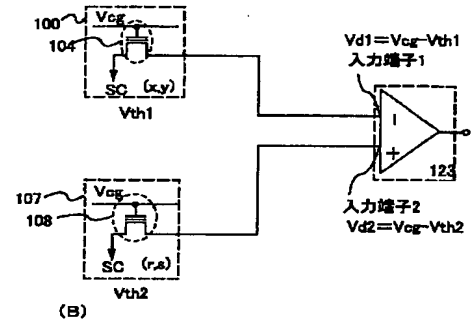 100
Vcg
104
SC
(x,y)
Vth1
Vd1=Vcg-Vth1
入力端子1
-
+
123
107
Vcg
108
SC
(r,s)
Vth2
入力端子2
Vd2=Vcg-Vth2
(B)